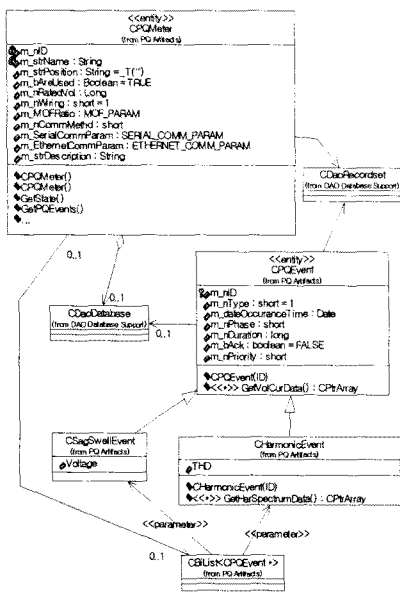 <<entity>>
CPQMeter
(from PQ Artifacts)
m_nID
m_strName : String
m_strPosition : String = _T("")
m_bAreUsed : Boolean = TRUE
m_nRatedVol : Long
m_nWiring : short = 1
m_MOFRatio : MOF_PARAM
m_nCommMethd : short
m_SerialCommParam : SERIAL_COMM_PARAM
m_EthernetCommParam : ETHERNET_COMM_PARAM
m_strDescription : String
CPQMeter()
CPQMeter()
GetState()
GetPQEvents()
...
CDaoRecordset
(from DAO Database Support)
0..1
<<entity>>
CPQEvent
(from PQ Artifacts)
m_nID
m_nType : short = 1
m_dateOccuranceTime : Date
m_nPhase : short
m_nDuration : long
m_bAck : boolean = FALSE
m_nPriority : short
CPQEvent(ID)
<<+>> GetVolCurData() : CPtrArray
0..1
CDaoDatabase
(from DAO Database Support)
0..1
CSagSwellEvent
(from PQ Artifacts)
Voltage
CHarmonicEvent
(from PQ Artifacts)
THD
CHarmonicEvent(ID)
<<+>> GetHarSpectrumData() : CPtrArray
<<parameter>>
<<parameter>>
0..1
CBiList<CPQEvent *>
(from PQ Artifacts)